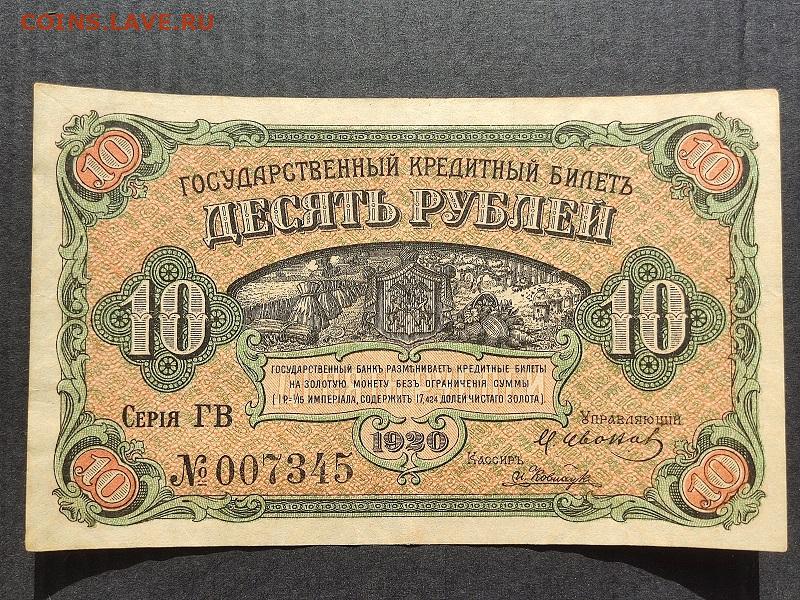 COINS.LAVE.RU
10 10
ГОСУДАРСТВЕННЫЙ КРЕДИТНЫЙ БИЛЕТЪ
ДЕСЯТЬ РУБЛЕЙ
10 10
ГОСУДАРСТВЕННЫЙ БАНКЪ РАЗМѢНИВАЕТЪ КРЕДИТНЫЕ БИЛЕТЫ
НА ЗОЛОТУЮ МОНЕТУ БЕЗЪ ОГРАНИЧЕНІЯ СУММЫ
(1 Р.=1/15 ИМПЕРІАЛА, СОДЕРЖИТЪ 17,424 ДОЛЕЙ ЧИСТАГО ЗОЛОТА).
СЕРІЯ ГВ
УПРАВЛЯЮЩІЙ
1920
№ 007345
КАССИРЪ
10 10